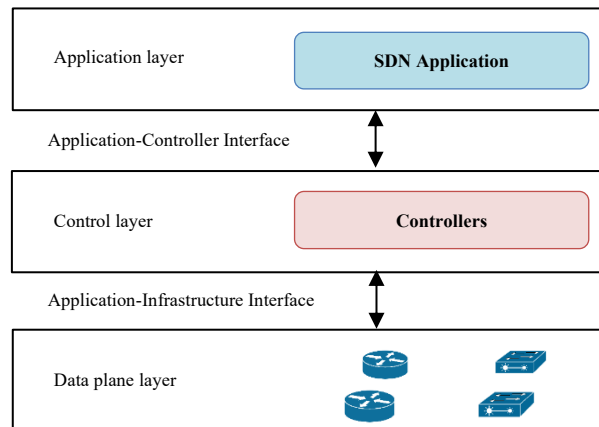 Application layer
SDN Application
Application-Controller Interface
Control layer
Controllers
Application-Infrastructure Interface
Data plane layer